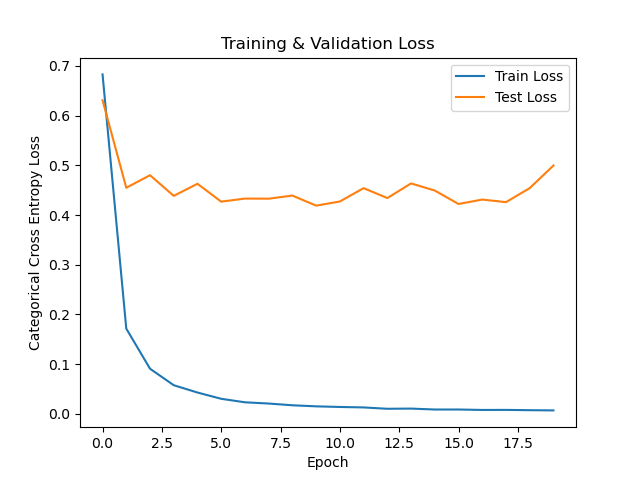 Training & Validation Loss
Train Loss
Test Loss
Categorical Cross Entropy Loss
0.7
0.6
0.5
0.4
0.3
0.2
0.1
0.0
0.0 2.5 5.0 7.5 10.0 12.5 15.0 17.5
Epoch